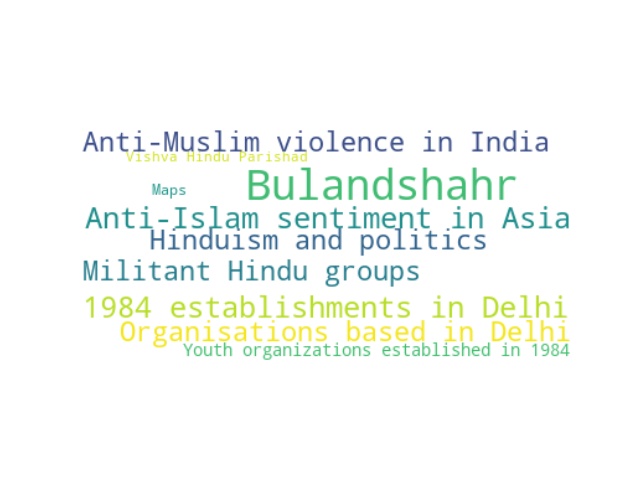 Anti-Muslim violence in India
Vishva Hindu Parishad
Maps
Bulandshahr
Anti-Islam sentiment in Asia
Hinduism and politics
Militant Hindu groups
1984 establishments in Delhi
Organisations based in Delhi
Youth organizations established in 1984